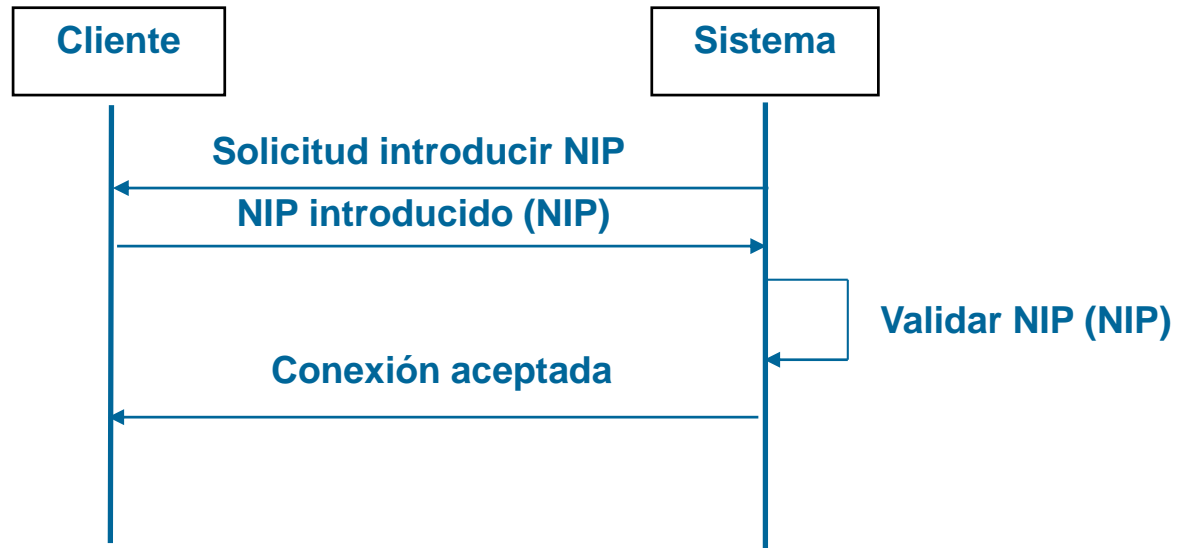 Cliente
Sistema
Solicitud introducir NIP
NIP introducido (NIP)
Validar NIP (NIP)
Conexión aceptada